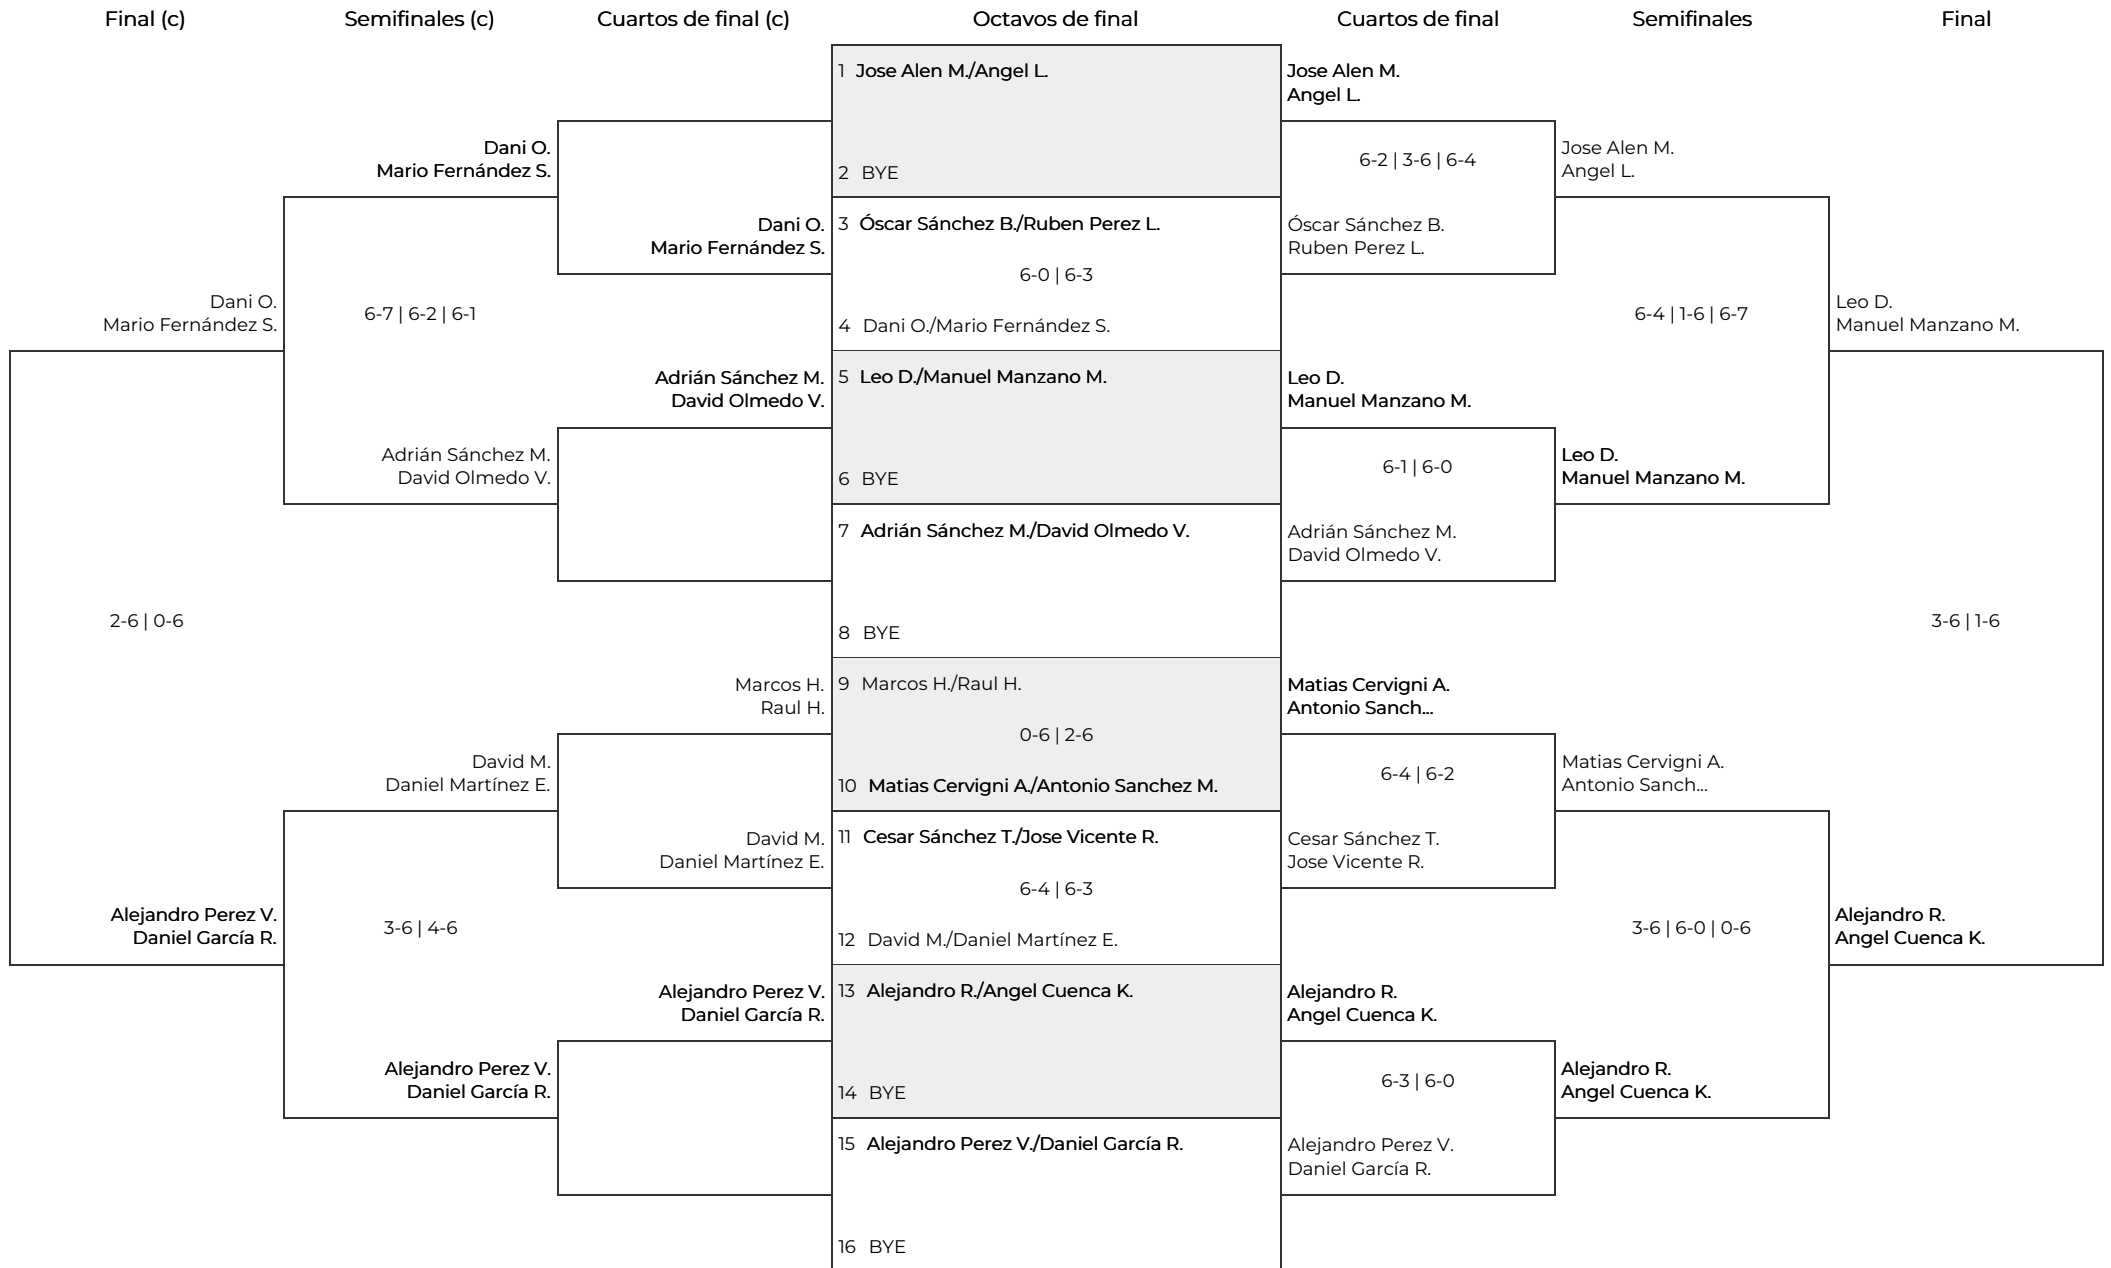 Final (c)
Semifinales (c)
Cuartos de final (c)
Octavos de final
Cuartos de final
Semifinales
Final
Dani O.
Mario Fernández S.
2-6 | 0-6
Alejandro Perez V.
Daniel García R.
Dani O.
Mario Fernández S.
6-7 | 6-2 | 6-1
Adrián Sánchez M.
David Olmedo V.
David M.
Daniel Martínez E.
3-6 | 4-6
Alejandro Perez V.
Daniel García R.
Dani O.
Mario Fernández S.
Adrián Sánchez M.
David Olmedo V.
Marcos H.
Raul H.
David M.
Daniel Martínez E.
Alejandro Perez V.
Daniel García R.
1 Jose Alen M./Angel L.
2 BYE
3 Óscar Sánchez B./Ruben Perez L.
6-0 | 6-3
4 Dani O./Mario Fernández S.
5 Leo D./Manuel Manzano M.
6 BYE
7 Adrián Sánchez M./David Olmedo V.
8 BYE
9 Marcos H./Raul H.
0-6 | 2-6
10 Matias Cervigni A./Antonio Sanchez M.
11 Cesar Sánchez T./Jose Vicente R.
6-4 | 6-3
12 David M./Daniel Martínez E.
13 Alejandro R./Angel Cuenca K.
14 BYE
15 Alejandro Perez V./Daniel García R.
16 BYE
Jose Alen M.
Angel L.
6-2 | 3-6 | 6-4
Óscar Sánchez B.
Ruben Perez L.
Leo D.
Manuel Manzano M.
6-1 | 6-0
Adrián Sánchez M.
David Olmedo V.
Matias Cervigni A.
Antonio Sanch...
6-4 | 6-2
Cesar Sánchez T.
Jose Vicente R.
Alejandro R.
Angel Cuenca K.
6-3 | 6-0
Alejandro Perez V.
Daniel García R.
Jose Alen M.
Angel L.
6-4 | 1-6 | 6-7
Leo D.
Manuel Manzano M.
Matias Cervigni A.
Antonio Sanch...
3-6 | 6-0 | 0-6
Alejandro R.
Angel Cuenca K.
Leo D.
Manuel Manzano M.
3-6 | 1-6
Alejandro R.
Angel Cuenca K.